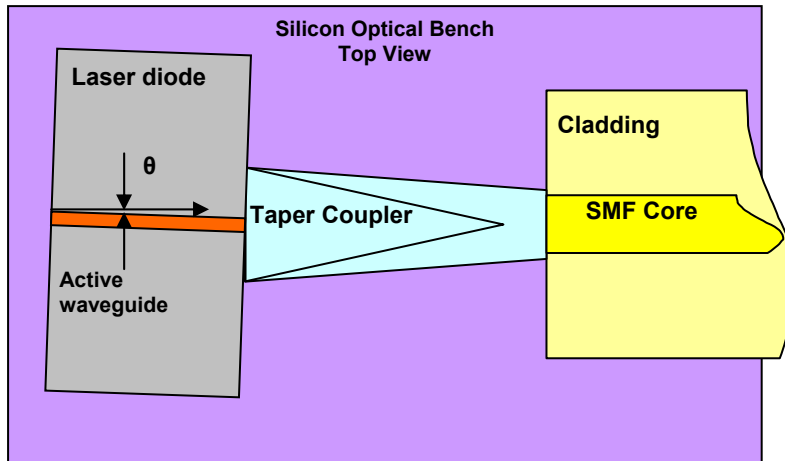 Silicon Optical Bench
Top View
Laser diode
Cladding
θ
Taper Coupler
SMF Core
Active
waveguide